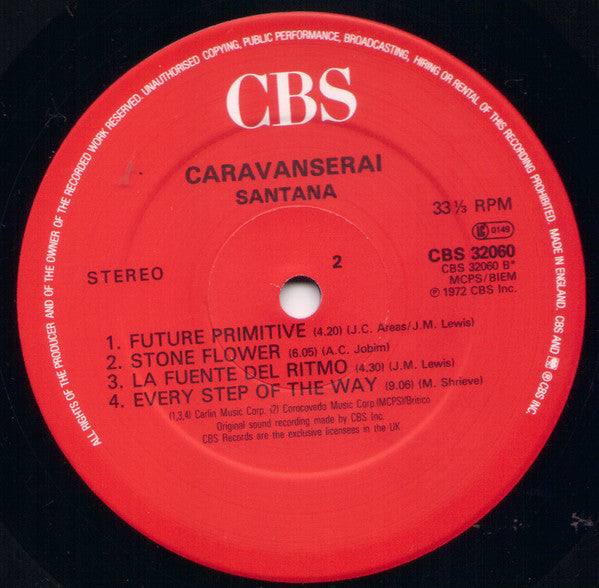 ALL RIGHTS OF THE PRODUCER AND OF THE OWNER OF THE RECORDED WORK RESERVED. UNAUTHORISED COPYING, PUBLIC PERFORMANCE, BROADCASTING, HIRING OR RENTAL OF THIS RECORDING PROHIBITED. MADE IN ENGLAND. CBS AND ARE ® CBS INC.
CBS
CARAVANSERAI
SANTANA
33⅓ RPM
0149
STEREO
2
CBS 32060
CBS 32060 B*
MCPS/BIEM
℗ 1972 CBS Inc.
1. FUTURE PRIMITIVE (4.20) (J.C. Areas/J.M. Lewis)
2. STONE FLOWER (6.05) (A.C. Jobim)
3. LA FUENTE DEL RITMO (4.30) (J.M. Lewis)
4. EVERY STEP OF THE WAY (9.06) (M. Shrieve)
(1,3,4) Carlin Music Corp. (2) Corocovado Music Corp.(MCPS)/Britico
Original sound recording made by CBS Inc.
CBS Records are the exclusive licensees in the UK